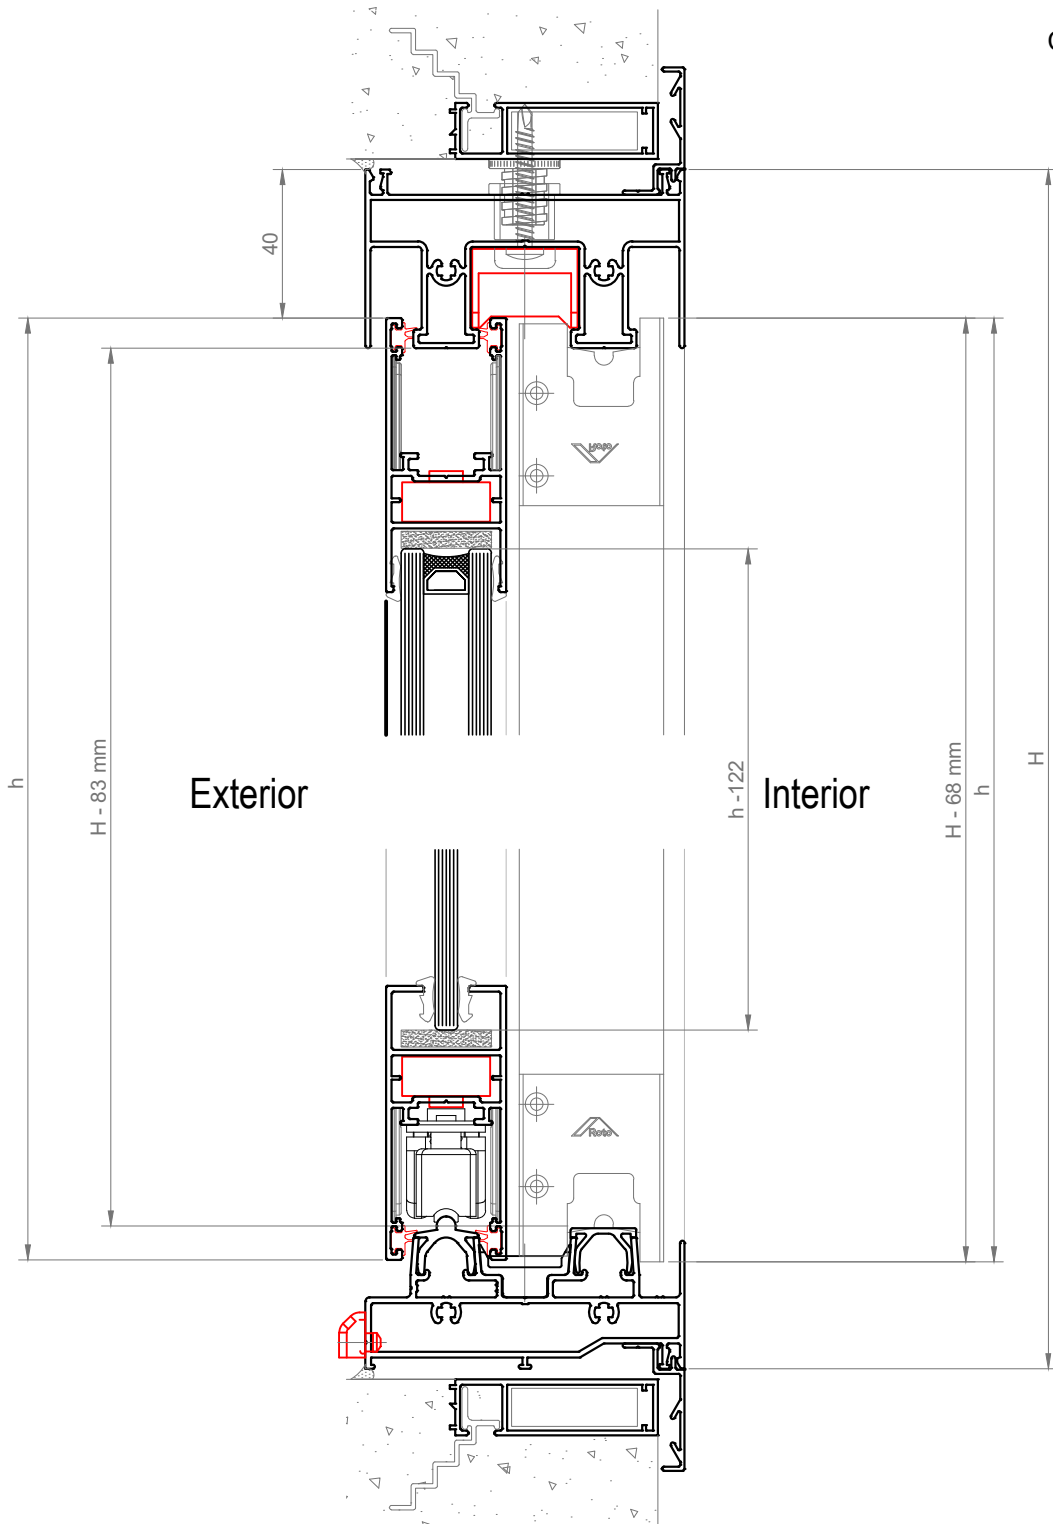 40
h
H - 83 mm
Exterior
h -122
Interior
H - 68 mm
h
H
Roto
Roto